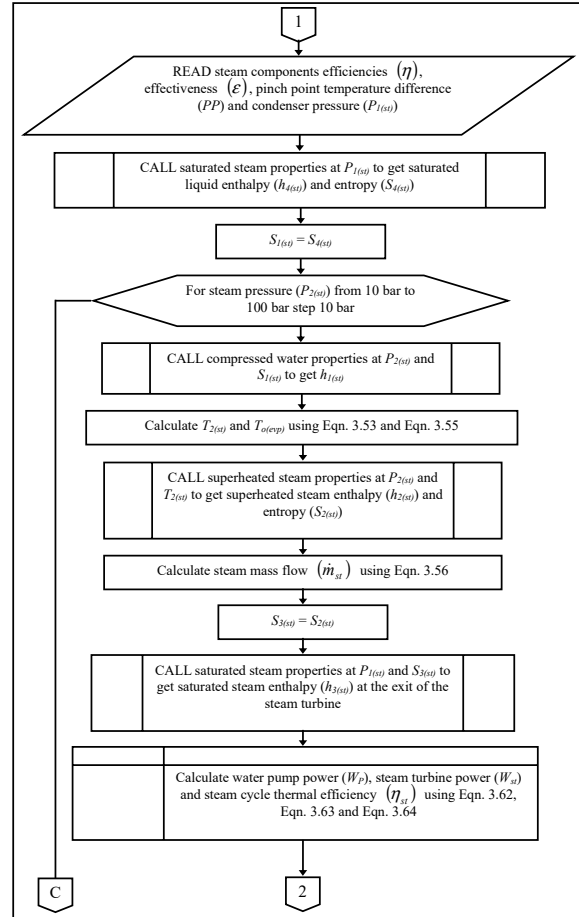 1
READ steam components efficiencies (η),
effectiveness (ε), pinch point temperature difference
(PP) and condenser pressure (P1(st))
CALL saturated steam properties at P1(st) to get saturated
liquid enthalpy (h4(st)) and entropy (S4(st))
S1(st) = S4(st)
For steam pressure (P2(st)) from 10 bar to
100 bar step 10 bar
CALL compressed water properties at P2(st) and
S1(st) to get h1(st)
Calculate T2(st) and To(evp) using Eqn. 3.53 and Eqn. 3.55
CALL superheated steam properties at P2(st) and
T2(st) to get superheated steam enthalpy (h2(st)) and
entropy (S2(st))
Calculate steam mass flow (ṁst) using Eqn. 3.56
S3(st) = S2(st)
CALL saturated steam properties at P1(st) and S3(st) to
get saturated steam enthalpy (h3(st)) at the exit of the
steam turbine
Calculate water pump power (WP), steam turbine power (Wst)
and steam cycle thermal efficiency (ηst) using Eqn. 3.62,
Eqn. 3.63 and Eqn. 3.64
C
2